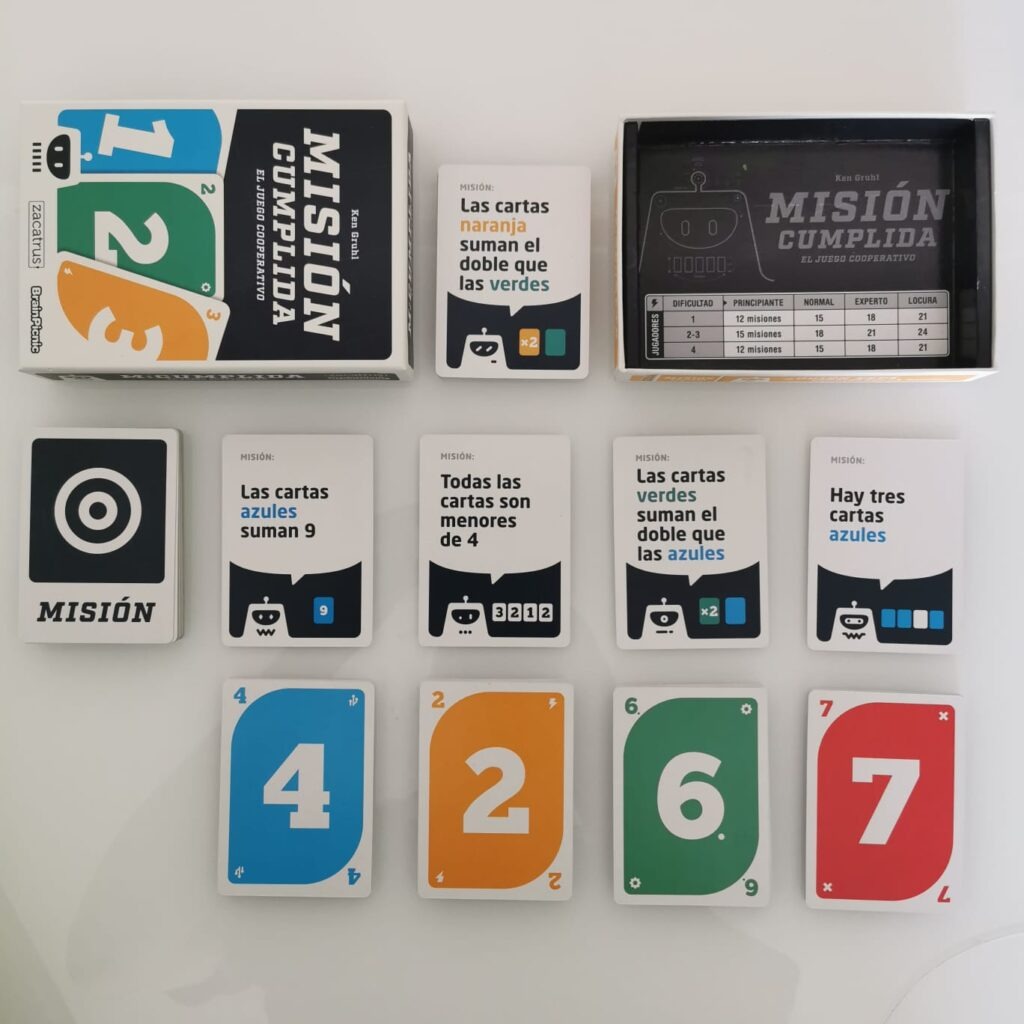 MISIÓN
CUMPLIDA
EL JUEGO COOPERATIVO
Ken Gruhl
1
2
2
3
3
zacatrus!
BrainPicnic
M:CUMPLIDA
MISIÓN:
Las cartas
naranja
suman el
doble que
las verdes
×2
Ken Gruhl
MISIÓN
CUMPLIDA
EL JUEGO COOPERATIVO
JUGADORES
DIFICULTAD PRINCIPIANTE NORMAL EXPERTO LOCURA
1 12 misiones 15 18 21
2-3 15 misiones 18 21 24
4 12 misiones 15 18 21
MISIÓN
MISIÓN
MISIÓN:
Las cartas
azules
suman 9
9
MISIÓN:
Todas las
cartas son
menores
de 4
3 2 1 2
MISIÓN:
Las cartas
verdes
suman el
doble que
las azules
×2
MISIÓN:
Hay tres
cartas
azules
4
4
4
2
2
2
6.
6.
6.
7
7
7